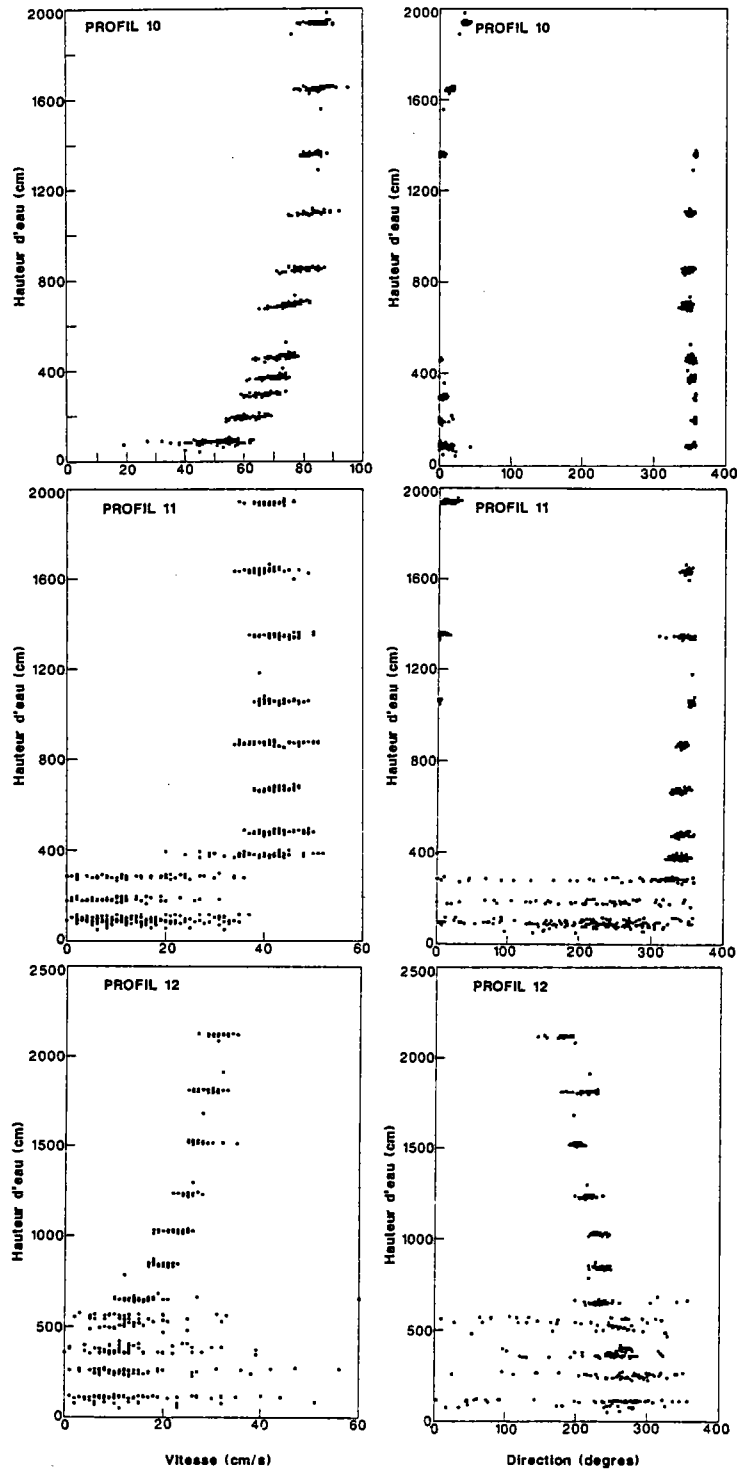 PROFIL 10
Hauteur d'eau (cm)
2000
1600
1200
800
400
0
0 20 40 60 80 100
PROFIL 10
Hauteur d'eau (cm)
2000
1600
1200
800
400
0
0 100 200 300 400
PROFIL 11
Hauteur d'eau (cm)
2000
1600
1200
800
400
0
0 20 40 60
PROFIL 11
Hauteur d'eau (cm)
2000
1600
1200
800
400
0
0 100 200 300 400
PROFIL 12
Hauteur d'eau (cm)
2500
2000
1500
1000
500
0
0 20 40 60
Vitesse (cm/s)
PROFIL 12
Hauteur d'eau (cm)
2500
2000
1500
1000
500
0
0 100 200 300 400
Direction (degres)